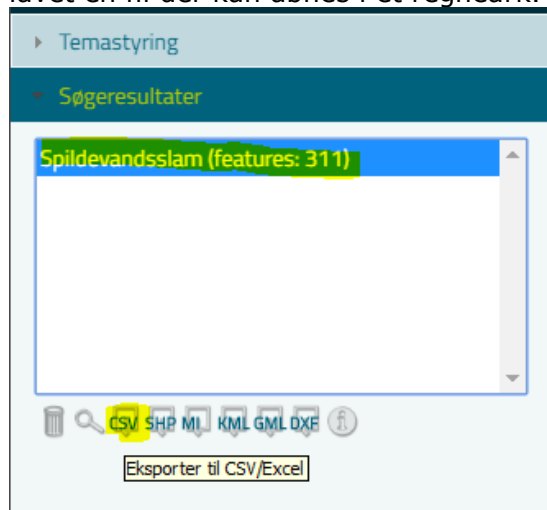 lavet en fil der kan åbnes i et regneark.
Temastyring
Søgeresultater
Spildevandsslam (features: 311)
CSV SHP MI KML GML DXF i
Eksporter til CSV/Excel